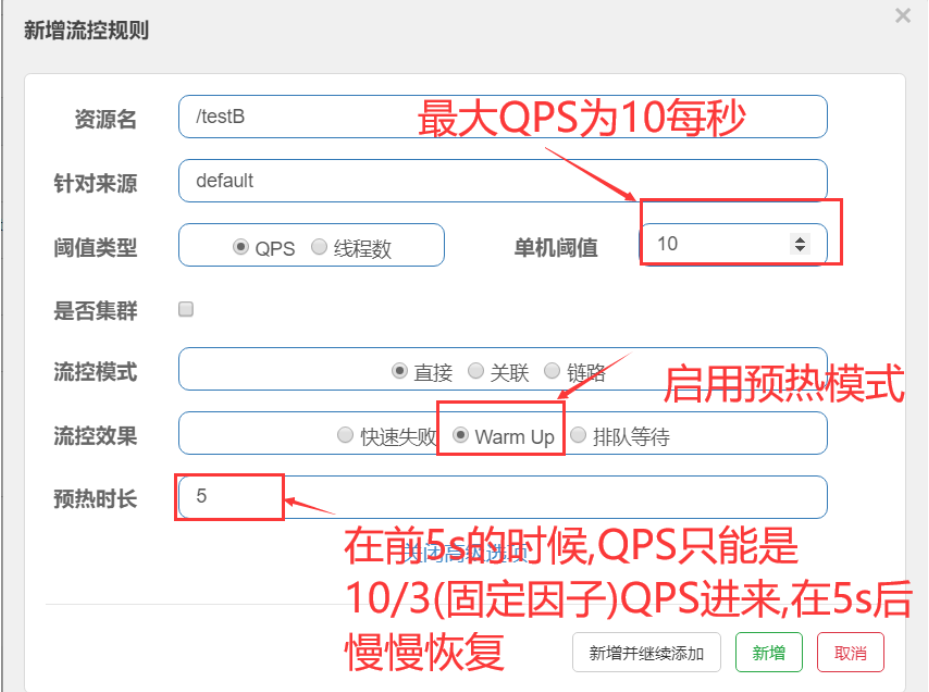 新增流控规则
×
资源名
/testB
最大QPS为10每秒
针对来源
default
阈值类型
QPS
线程数
单机阈值
10
是否集群
流控模式
直接
关联
链路
启用预热模式
流控效果
快速失败
Warm Up
排队等待
预热时长
5
关闭高级选项
在前5s的时候,QPS只能是
10/3(固定因子)QPS进来,在5s后
慢慢恢复
新增并继续添加
新增
取消